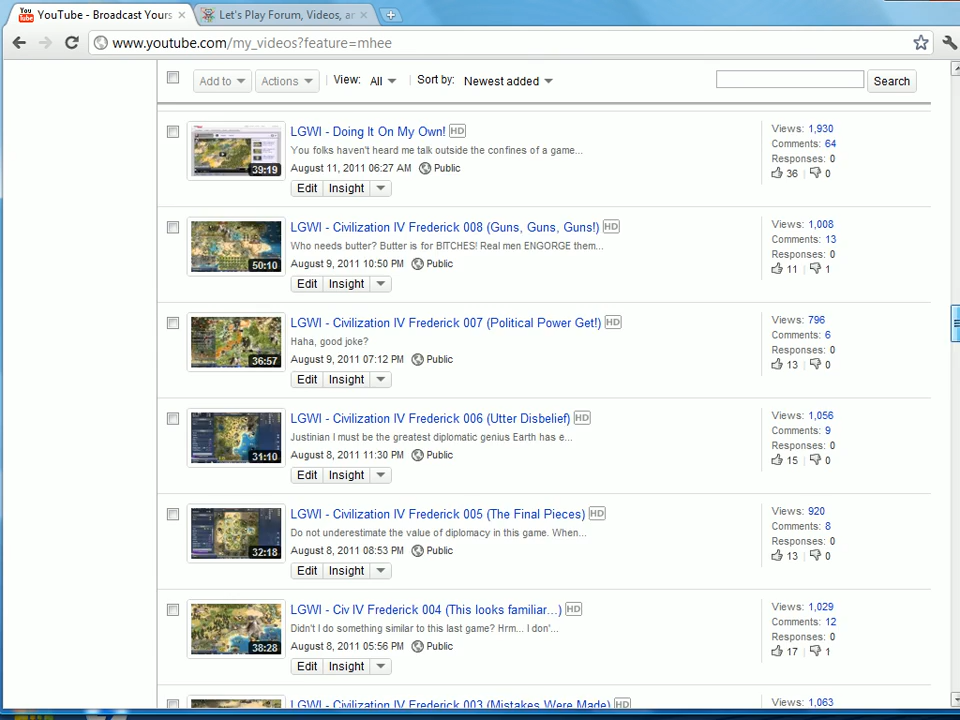 YouTube - Broadcast Yours
Let's Play Forum, Videos, ar
www.youtube.com/my_videos?feature=mhee
Add to Actions View: All Sort by: Newest added Search
LGWI - Doing It On My Own! HD
You folks haven't heard me talk outside the confines of a game...
August 11, 2011 06:27 AM Public
39:19
Edit Insight
Views: 1,930
Comments: 64
Responses: 0
36 0
LGWI - Civilization IV Frederick 008 (Guns, Guns, Guns!) HD
Who needs butter? Butter is for BITCHES! Real men ENGORGE them...
August 9, 2011 10:50 PM Public
50:10
Edit Insight
Views: 1,008
Comments: 13
Responses: 0
11 1
LGWI - Civilization IV Frederick 007 (Political Power Get!) HD
Haha, good joke?
August 9, 2011 07:12 PM Public
36:57
Edit Insight
Views: 796
Comments: 6
Responses: 0
13 0
LGWI - Civilization IV Frederick 006 (Utter Disbelief) HD
Justinian I must be the greatest diplomatic genius Earth has e...
August 8, 2011 11:30 PM Public
31:10
Edit Insight
Views: 1,056
Comments: 9
Responses: 0
15 0
LGWI - Civilization IV Frederick 005 (The Final Pieces) HD
Do not underestimate the value of diplomacy in this game. When...
August 8, 2011 08:53 PM Public
32:18
Edit Insight
Views: 920
Comments: 8
Responses: 0
13 0
LGWI - Civ IV Frederick 004 (This looks familiar...) HD
Didn't I do something similar to this last game? Hrm... I don'...
August 8, 2011 05:56 PM Public
38:28
Edit Insight
Views: 1,029
Comments: 12
Responses: 0
17 1
LGWI - Civilization IV Frederick 003 (Mistakes Were Made) HD
Views: 1,063